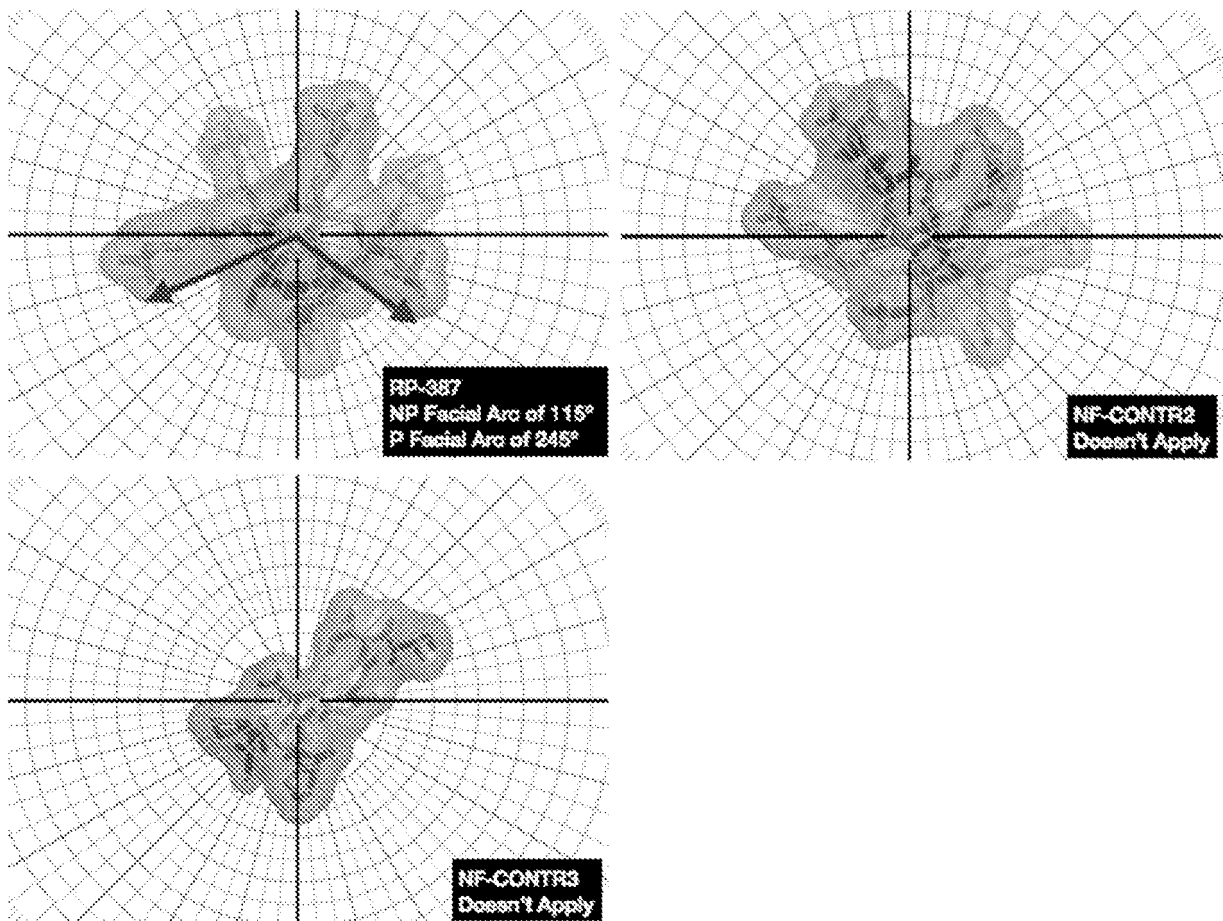 RP-387
NP Facial Arc of 115°
P Facial Arc of 245°
NF-CONTR2
Doesn't Apply
NF-CONTR3
Doesn't Apply